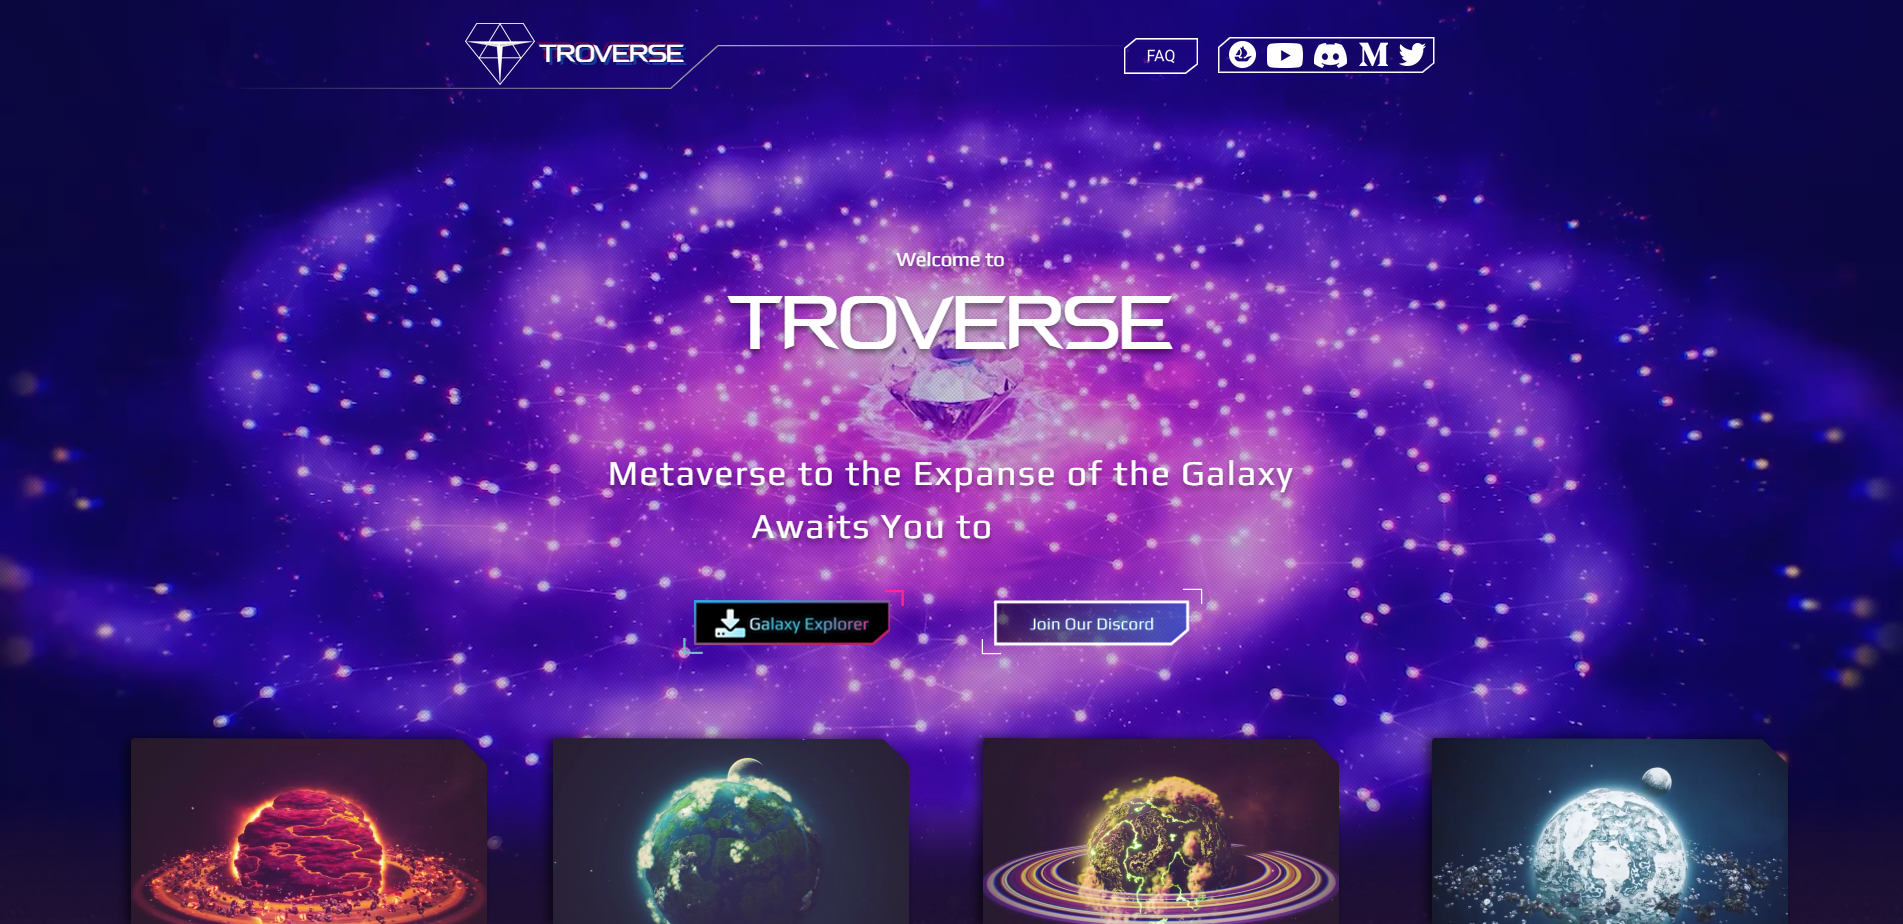 TROVERSE
FAQ
Welcome to
TROVERSE
Metaverse to the Expanse of the Galaxy
Awaits You to
Galaxy Explorer
Join Our Discord